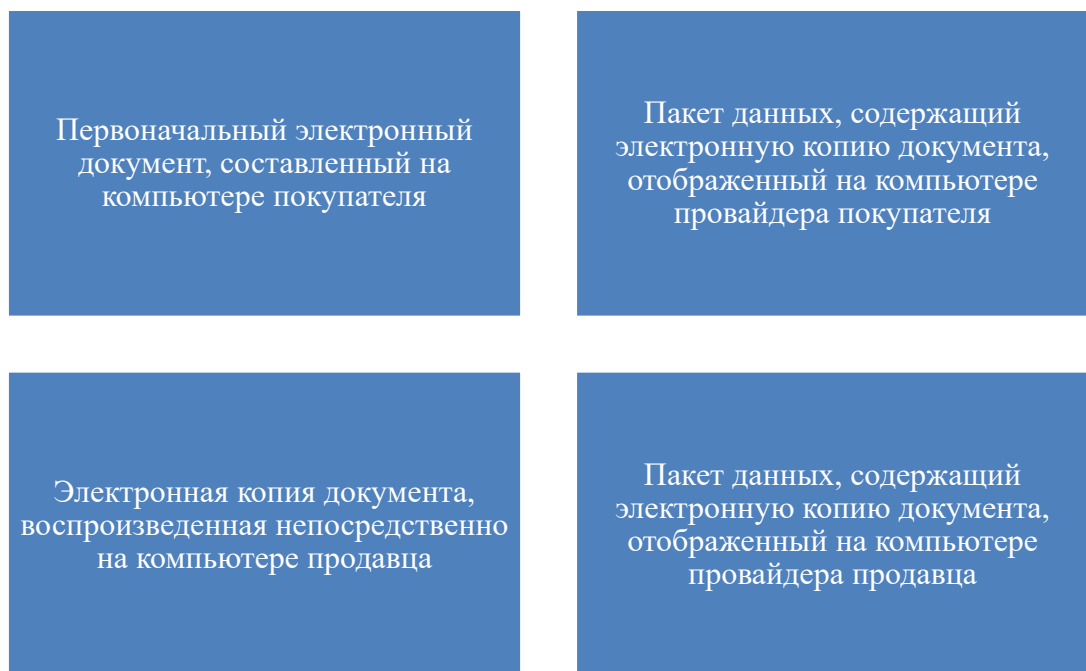 Первоначальный электронный
документ, составленный на
компьютере покупателя
Пакет данных, содержащий
электронную копию документа,
отображенный на компьютере
провайдера покупателя
Электронная копия документа,
воспроизведенная непосредственно
на компьютере продавца
Пакет данных, содержащий
электронную копию документа,
отображенный на компьютере
провайдера продавца